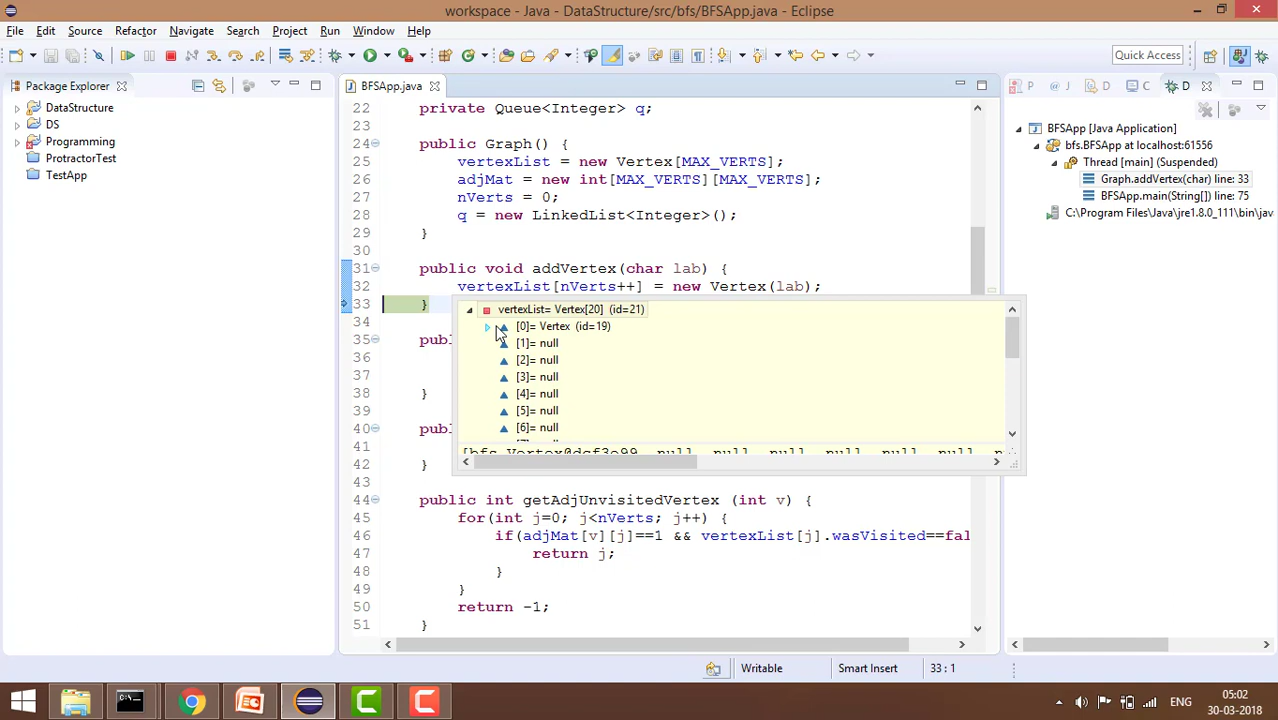 workspace - Java - DataStructure/src/bfs/BFSApp.java - Eclipse
File Edit Source Refactor Navigate Search Project Run Window Help
Quick Access
Package Explorer
BFSApp.java
P @ J D C D
DataStructure
DS
Programming
ProtractorTest
TestApp
22 private Queue<Integer> q;
23
24 public Graph() {
25 vertexList = new Vertex[MAX_VERTS];
26 adjMat = new int[MAX_VERTS][MAX_VERTS];
27 nVerts = 0;
28 q = new LinkedList<Integer>();
29 }
30
31 public void addVertex(char lab) {
32 vertexList[nVerts++] = new Vertex(lab);
33 }
34
35 publ
36
37
38 }
39
40 publ
41
42 }
43
44 public int getAdjUnvisitedVertex (int v) {
45 for(int j=0; j<nVerts; j++) {
46 if(adjMat[v][j]==1 && vertexList[j].wasVisited==fal
47 return j;
48 }
49 }
50 return -1;
51 }
vertexList= Vertex[20] (id=21)
[0]= Vertex (id=19)
[1]= null
[2]= null
[3]= null
[4]= null
[5]= null
[6]= null
null, null, null, null, null, n
BFSApp [Java Application]
bfs.BFSApp at localhost:61556
Thread [main] (Suspended)
Graph.addVertex(char) line: 33
BFSApp.main(String[]) line: 75
C:\Program Files\Java\jre1.8.0_111\bin\jav
Writable Smart Insert 33 : 1
ENG
05:02
30-03-2018